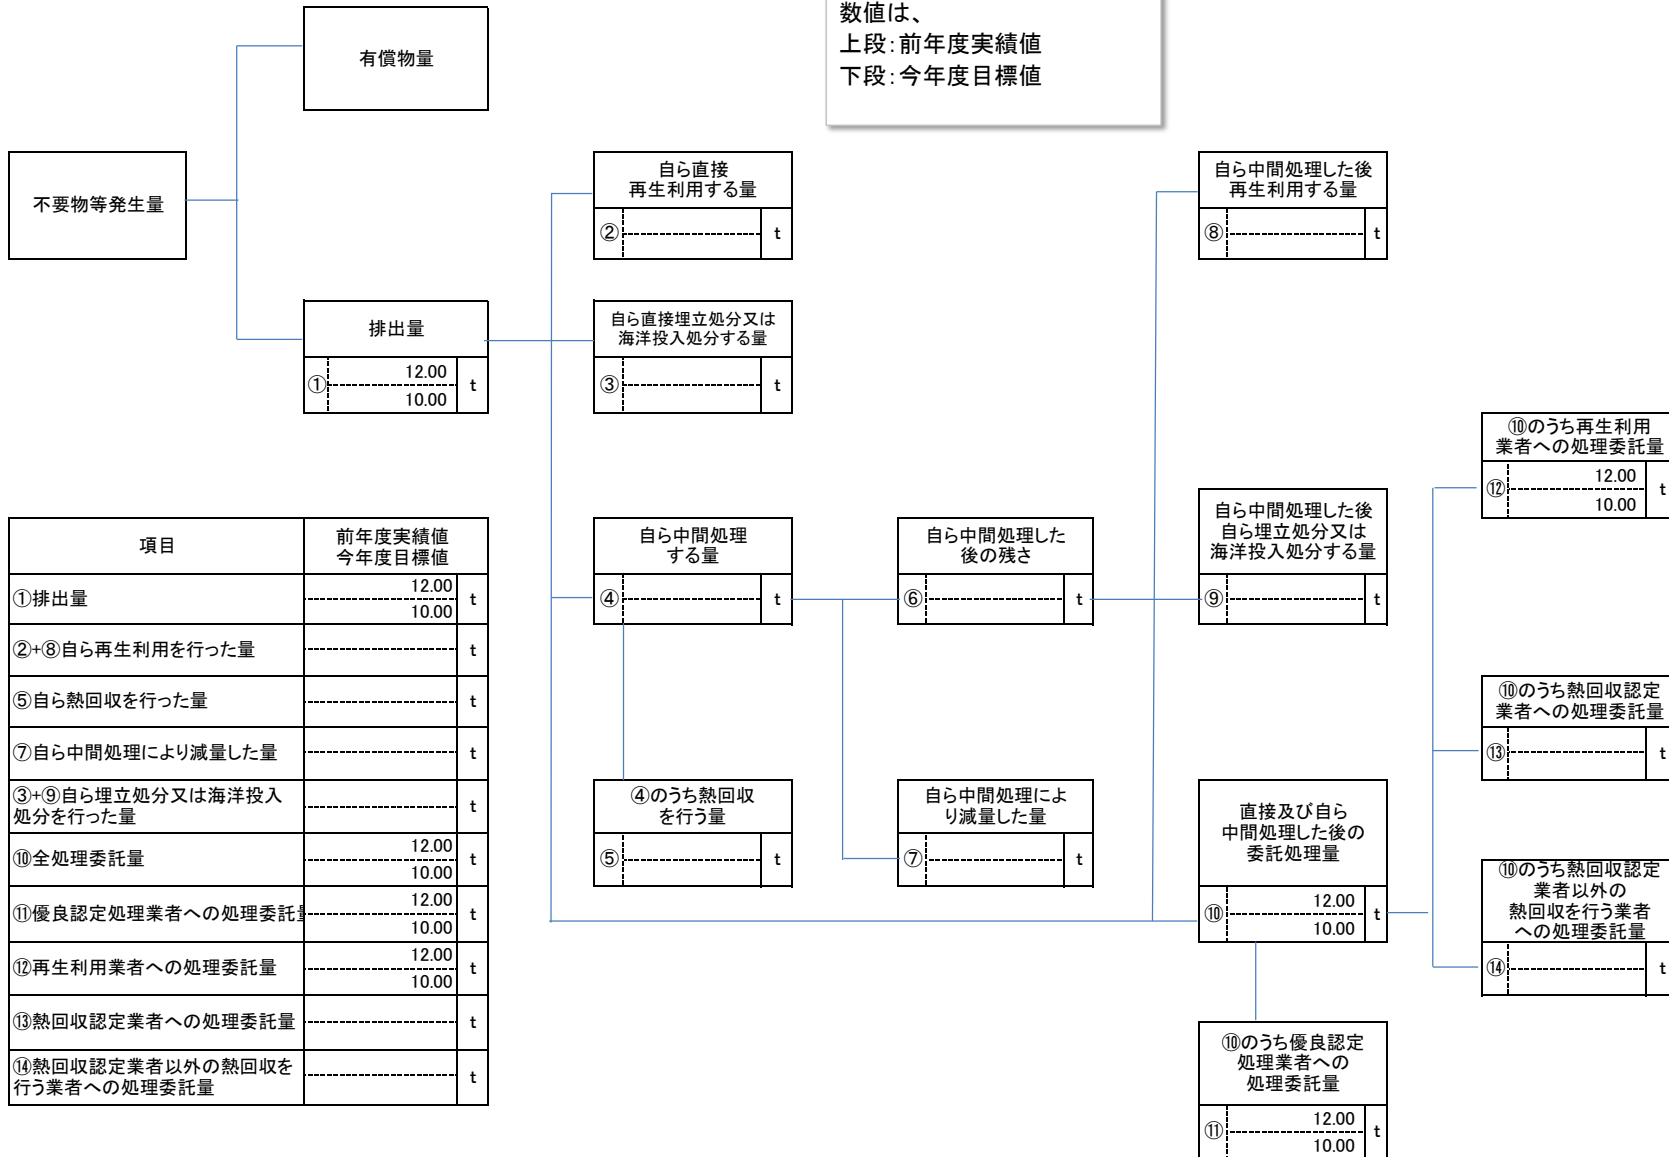 数値は、
上段：前年度実績値
下段：今年度目標値
有償物量
不要物等発生量
排出量
①
12.00
10.00
t
自ら直接
再生利用する量
②
t
自ら直接埋立処分又は
海洋投入処分する量
③
t
自ら中間処理した後
再生利用する量
⑧
t
⑩のうち再生利用
業者への処理委託量
⑫
12.00
10.00
t
自ら中間処理
する量
④
t
自ら中間処理した
後の残さ
⑥
t
自ら中間処理した後
自ら埋立処分又は
海洋投入処分する量
⑨
t
⑩のうち熱回収認定
業者への処理委託量
⑬
t
④のうち熱回収
を行う量
⑤
t
自ら中間処理によ
り減量した量
⑦
t
直接及び自ら
中間処理した後の
委託処理量
⑩
12.00
10.00
t
⑩のうち熱回収認定
業者以外の
熱回収を行う業者
への処理委託量
⑭
t
⑩のうち優良認定
処理業者への
処理委託量
⑪
12.00
10.00
t
項目
前年度実績値
今年度目標値
①排出量
12.00
10.00
t
②+⑧自ら再生利用を行った量
t
⑤自ら熱回収を行った量
t
⑦自ら中間処理により減量した量
t
③+⑨自ら埋立処分又は海洋投入
処分を行った量
t
⑩全処理委託量
12.00
10.00
t
⑪優良認定処理業者への処理委託
12.00
10.00
t
⑫再生利用業者への処理委託量
12.00
10.00
t
⑬熱回収認定業者への処理委託量
t
⑭熱回収認定業者以外の熱回収を
行う業者への処理委託量
t